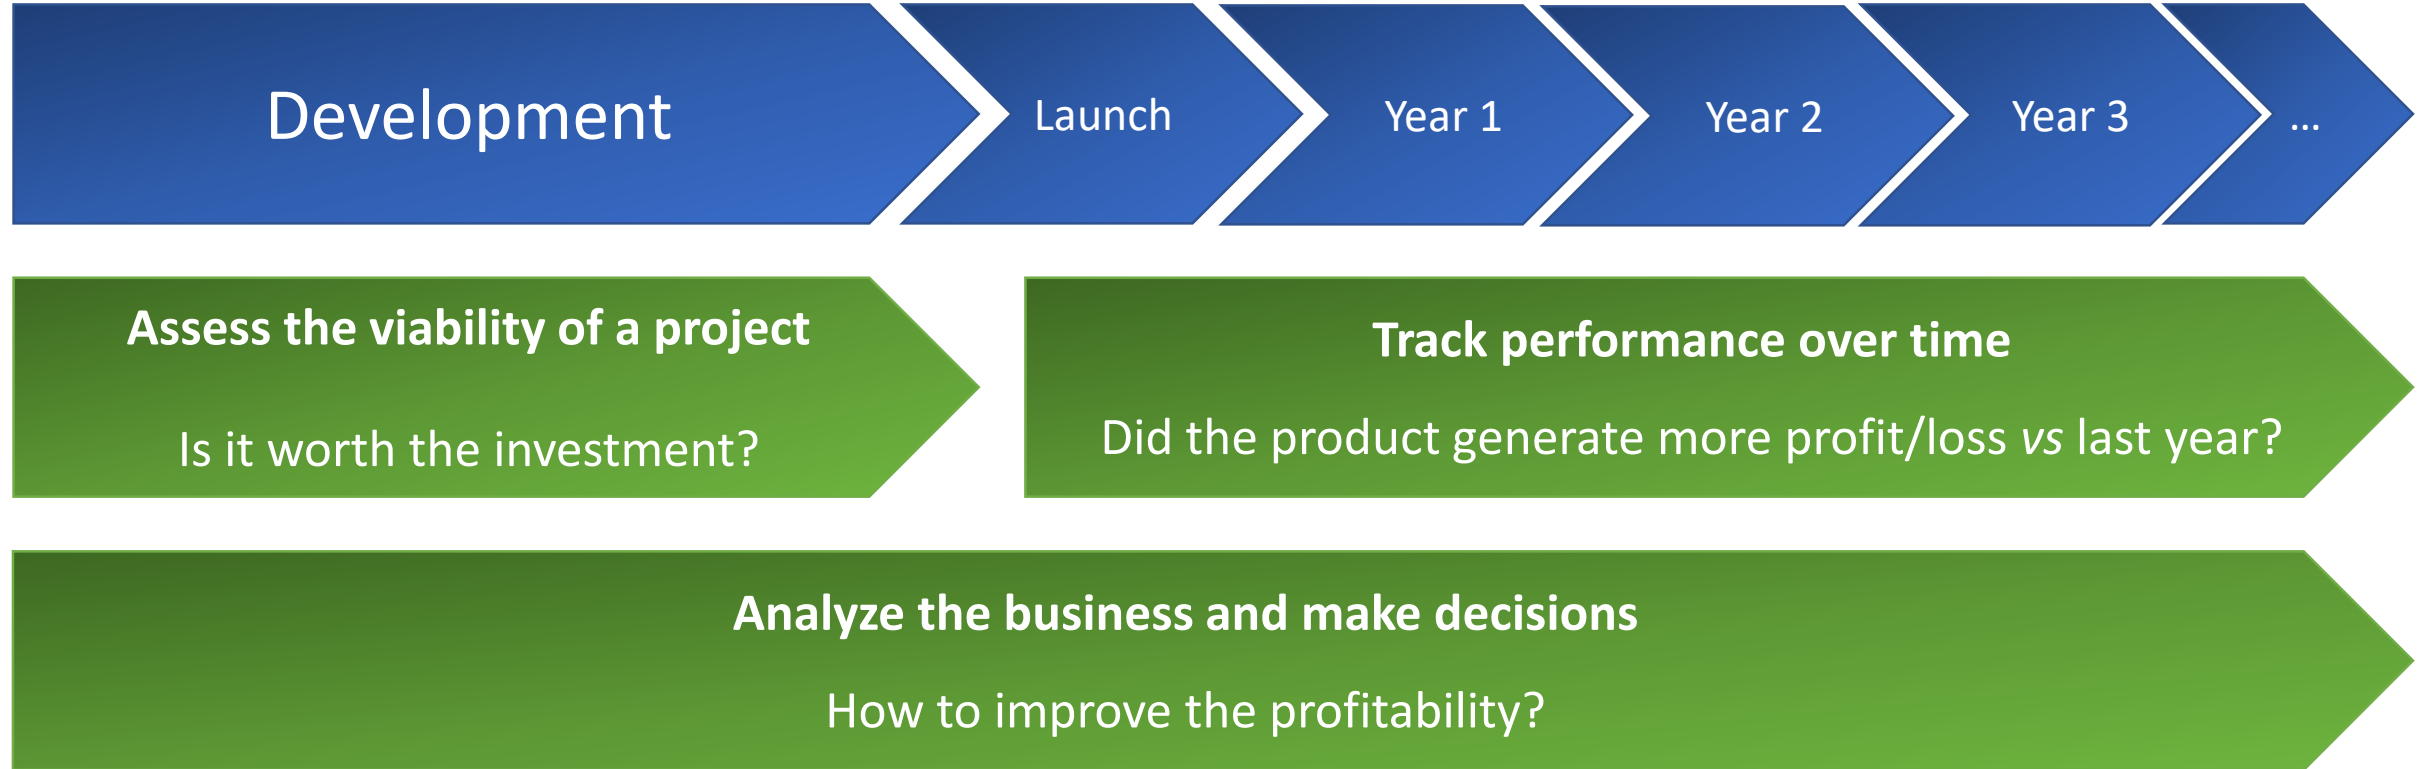 Development
Launch
Year 1
Year 2
Year 3
...
Assess the viability of a project
Is it worth the investment?
Track performance over time
Did the product generate more profit/loss vs last year?
Analyze the business and make decisions
How to improve the profitability?